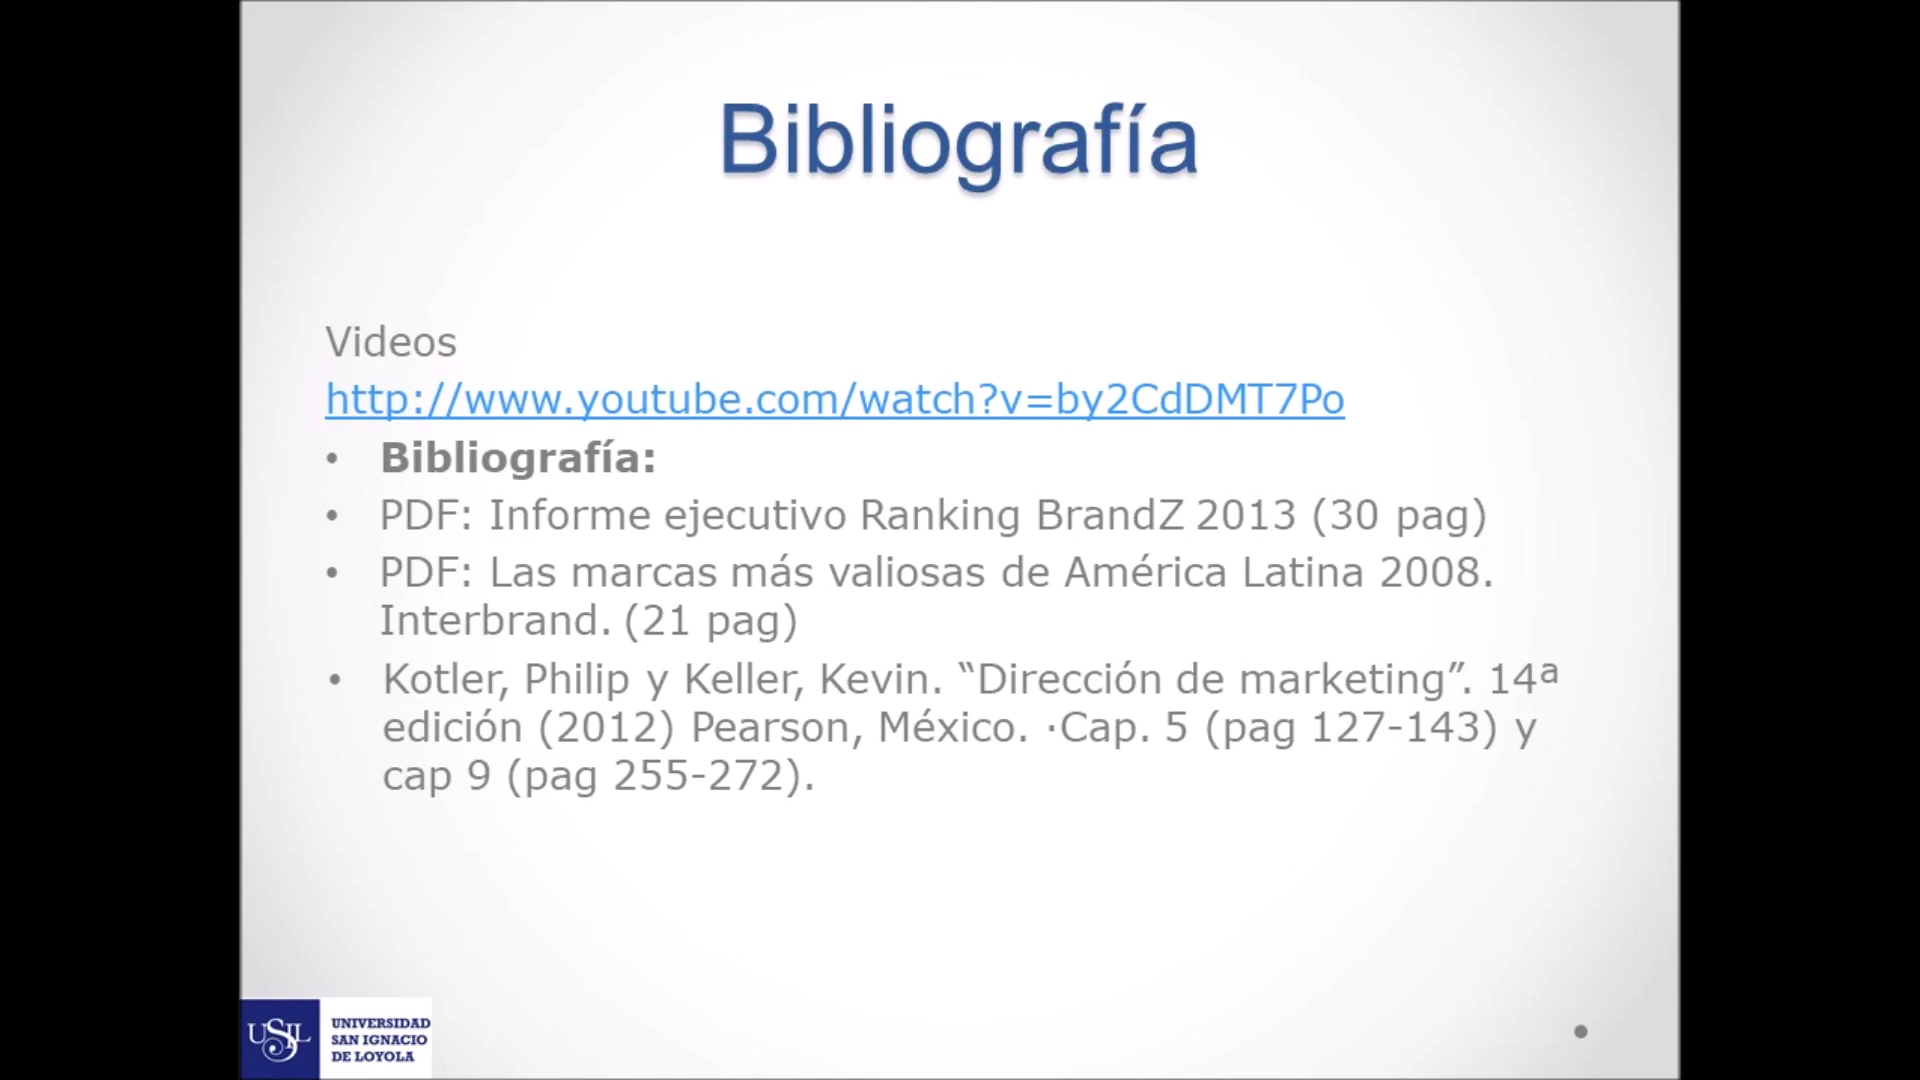 Bibliografía
Videos
http://www.youtube.com/watch?v=by2CdDMT7Po
• Bibliografía:
• PDF: Informe ejecutivo Ranking BrandZ 2013 (30 pag)
• PDF: Las marcas más valiosas de América Latina 2008.
Interbrand. (21 pag)
• Kotler, Philip y Keller, Kevin. “Dirección de marketing”. 14ª
edición (2012) Pearson, México. ·Cap. 5 (pag 127-143) y
cap 9 (pag 255-272).
USIL
UNIVERSIDAD
SAN IGNACIO
DE LOYOLA